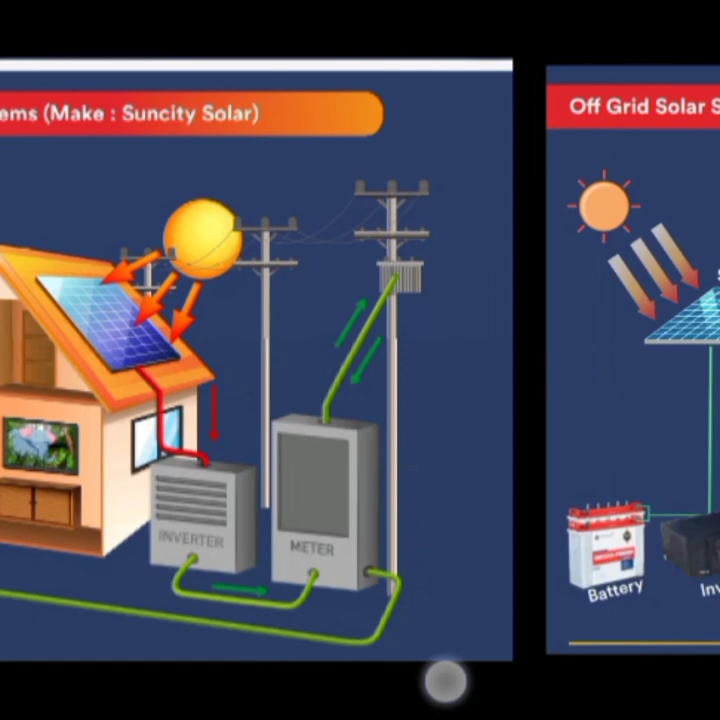 ems (Make : Suncity Solar)
INVERTER
METER
Off Grid Solar S
Battery
Inv